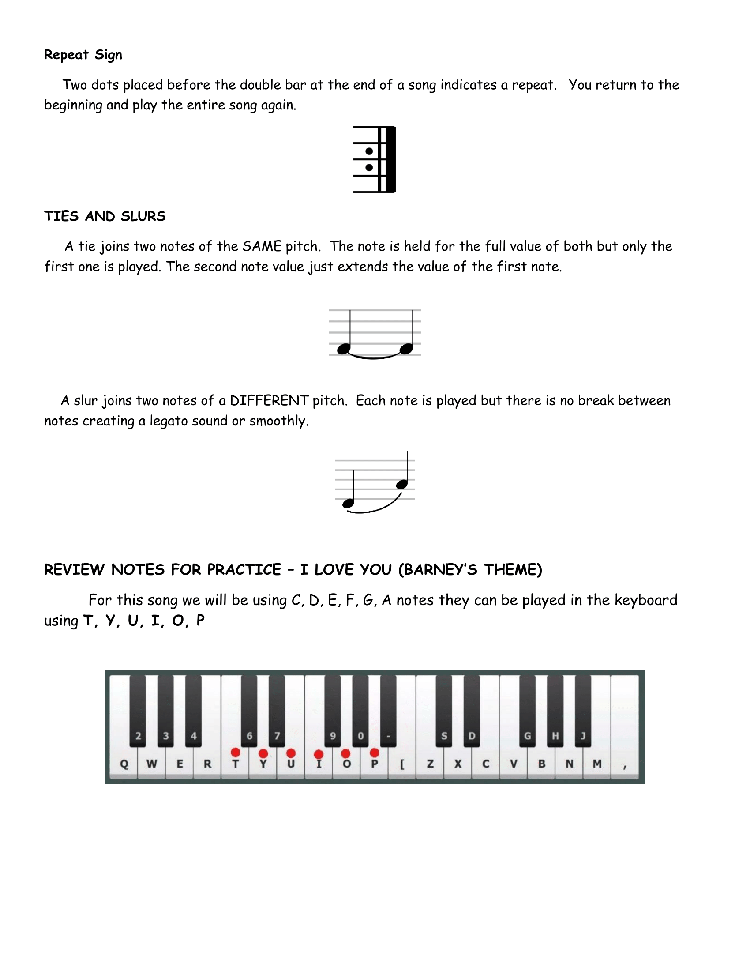 Repeat Sign
Two dots placed before the double bar at the end of a song indicates a repeat. You return to the
beginning and play the entire song again.
TIES AND SLURS
A tie joins two notes of the SAME pitch. The note is held for the full value of both but only the
first one is played. The second note value just extends the value of the first note.
A slur joins two notes of a DIFFERENT pitch. Each note is played but there is no break between
notes creating a legato sound or smoothly.
REVIEW NOTES FOR PRACTICE – I LOVE YOU (BARNEY'S THEME)
For this song we will be using C, D, E, F, G, A notes they can be played in the keyboard
using T, Y, U, I, O, P
2 3 4 6 7 9 0 - S D G H J
Q W E R T Y U I O P [ Z X C V B N M ,